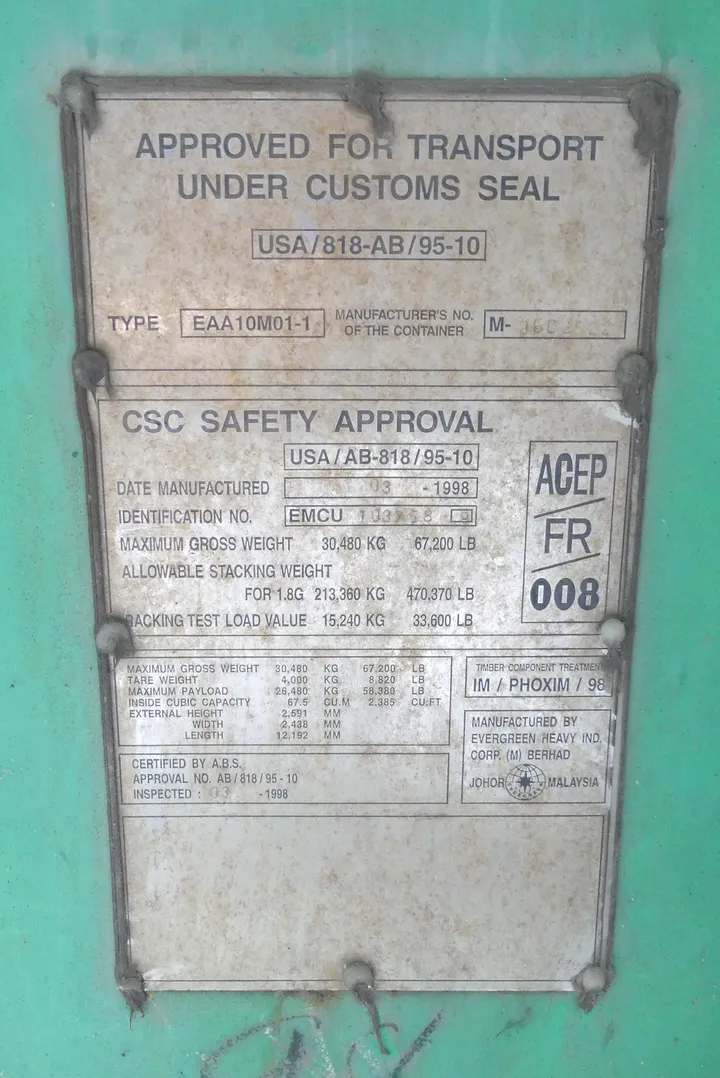 APPROVED FOR TRANSPORT
UNDER CUSTOMS SEAL
USA/818-AB/95-10
TYPE EAA10M01-1 MANUFACTURER'S NO. OF THE CONTAINER M-
CSC SAFETY APPROVAL
USA/AB-818/95-10
DATE MANUFACTURED 03 - 1998
IDENTIFICATION NO. EMCU
MAXIMUM GROSS WEIGHT 30,480 KG 67,200 LB
ALLOWABLE STACKING WEIGHT
FOR 1.8G 213,360 KG 470,370 LB
RACKING TEST LOAD VALUE 15,240 KG 33,600 LB
ACEP
FR
008
MAXIMUM GROSS WEIGHT 30,480 KG 67,200 LB
TARE WEIGHT 4,000 KG 8,820 LB
MAXIMUM PAYLOAD 26,480 KG 58,380 LB
INSIDE CUBIC CAPACITY 67.5 CU.M 2,385 CU.FT
EXTERNAL HEIGHT 2,591 MM
WIDTH 2,438 MM
LENGTH 12,192 MM
TIMBER COMPONENT TREATMENT
IM / PHOXIM / 98
MANUFACTURED BY
EVERGREEN HEAVY IND.
CORP. (M) BERHAD
JOHOR MALAYSIA
CERTIFIED BY A.B.S.
APPROVAL NO. AB/818/95-10
INSPECTED : 03 - 1998